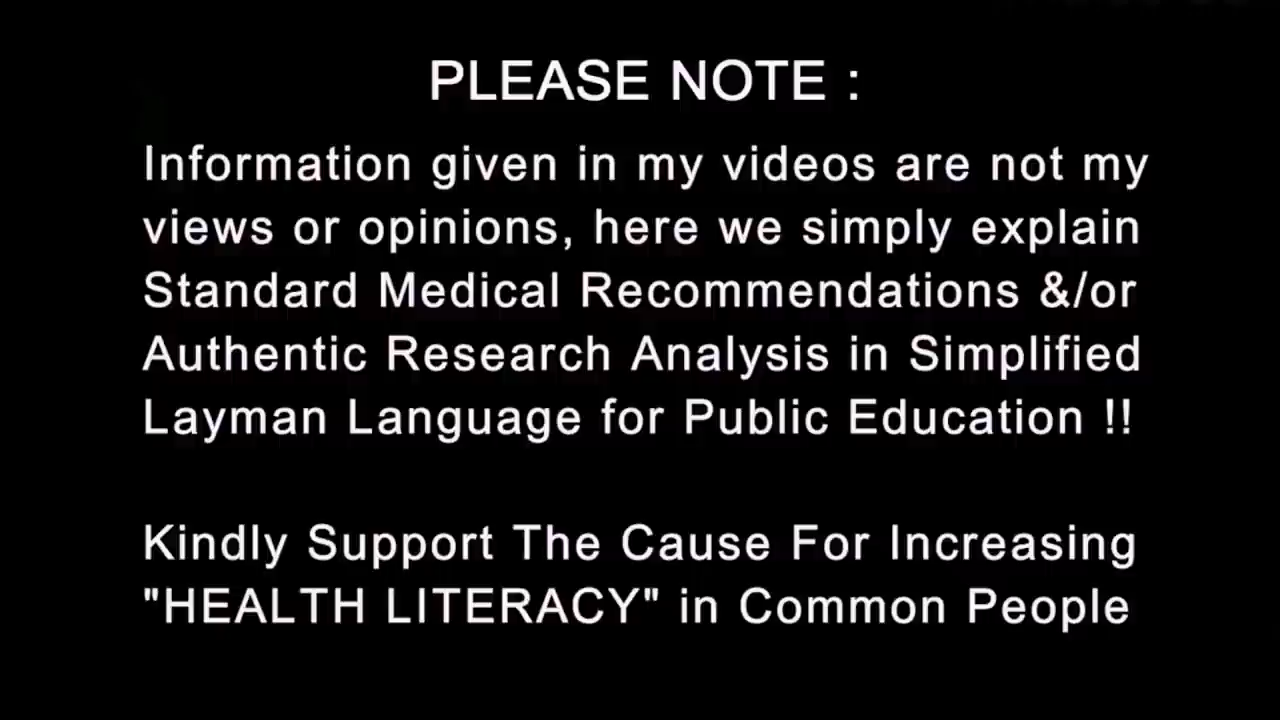 PLEASE NOTE :
Information given in my videos are not my
views or opinions, here we simply explain
Standard Medical Recommendations &/or
Authentic Research Analysis in Simplified
Layman Language for Public Education !!
Kindly Support The Cause For Increasing
"HEALTH LITERACY" in Common People